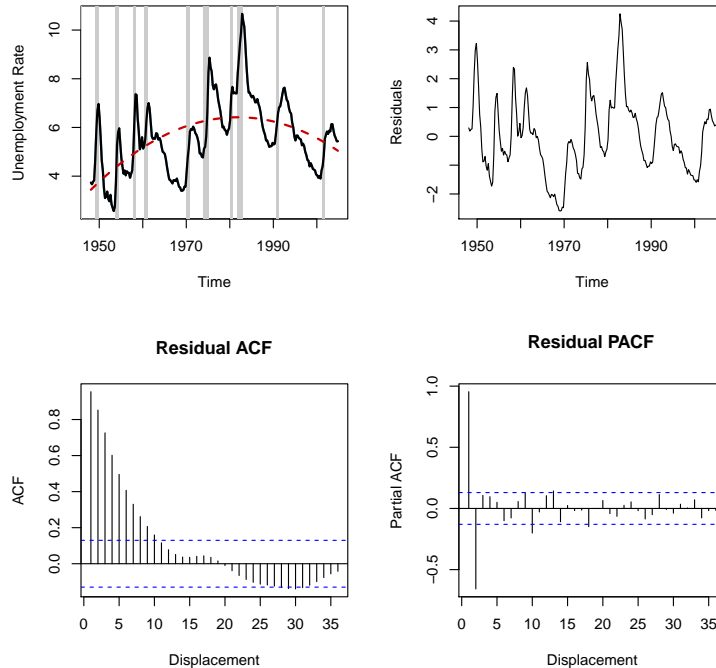 Unemployment Rate
4 6 8 10
1950 1970 1990
Time
Residuals
−2 0 1 2 3 4
1950 1970 1990
Time
Residual ACF
ACF
0.0 0.2 0.4 0.6 0.8
0 5 10 15 20 25 30 35
Displacement
Residual PACF
Partial ACF
−0.5 0.0 0.5 1.0
0 5 10 15 20 25 30 35
Displacement